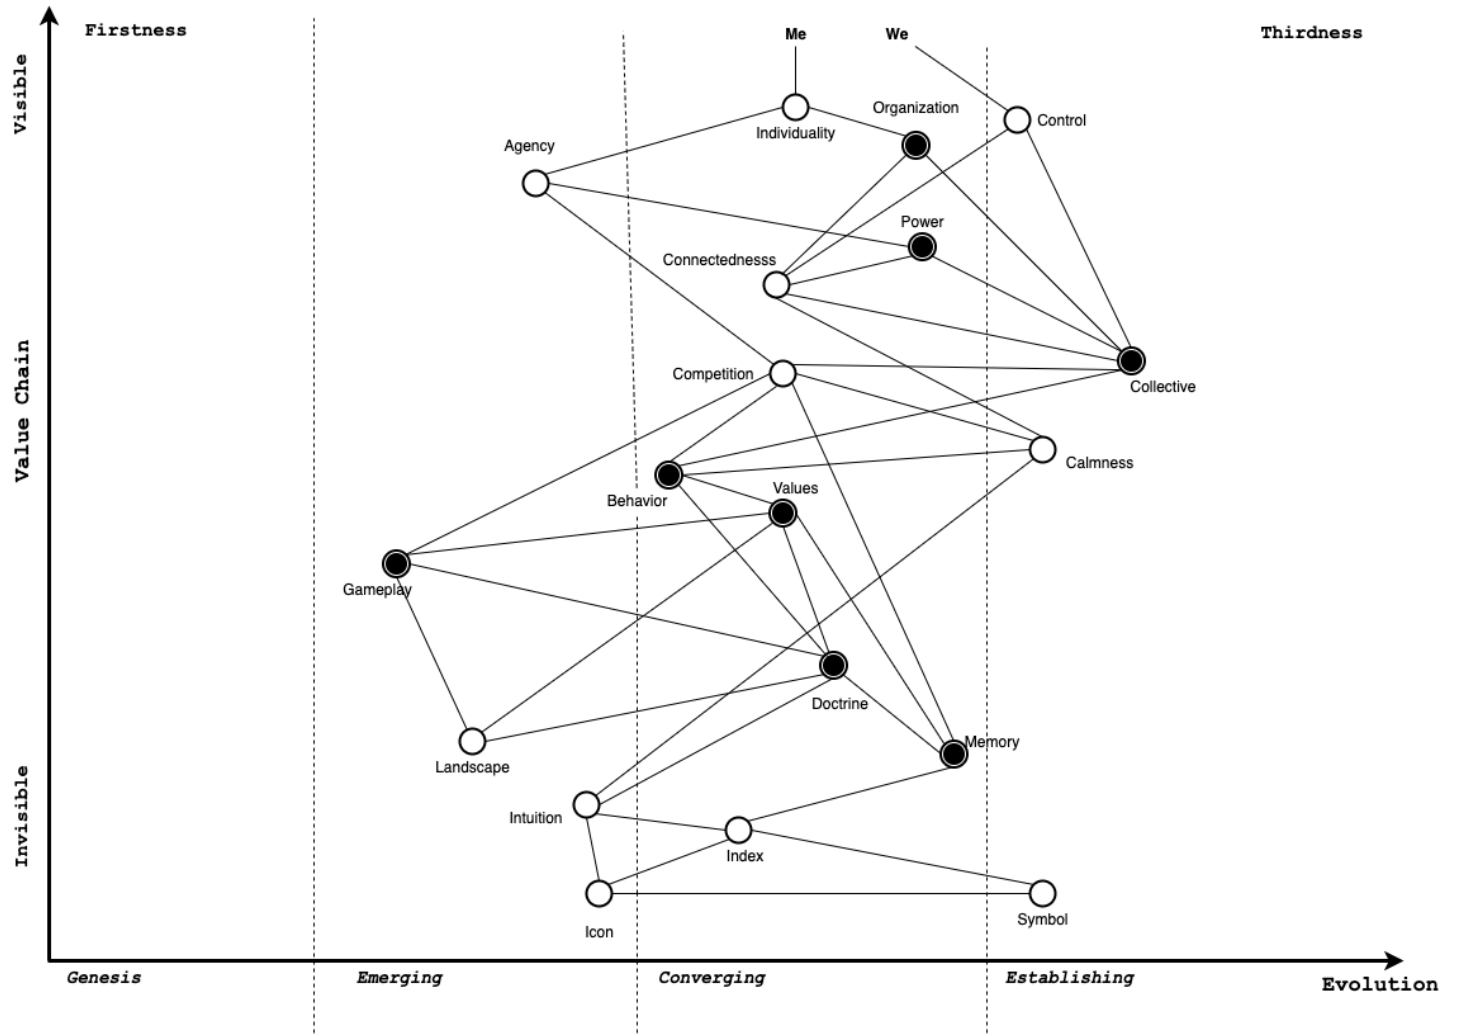 Firstness
Me
We
Thirdness
Visible
Organization
Individuality
Control
Agency
Power
Connectednesss
Value Chain
Competition
Collective
Calmness
Behavior
Values
Gameplay
Doctrine
Memory
Landscape
Invisible
Intuition
Index
Symbol
Icon
Genesis
Emerging
Converging
Establishing
Evolution